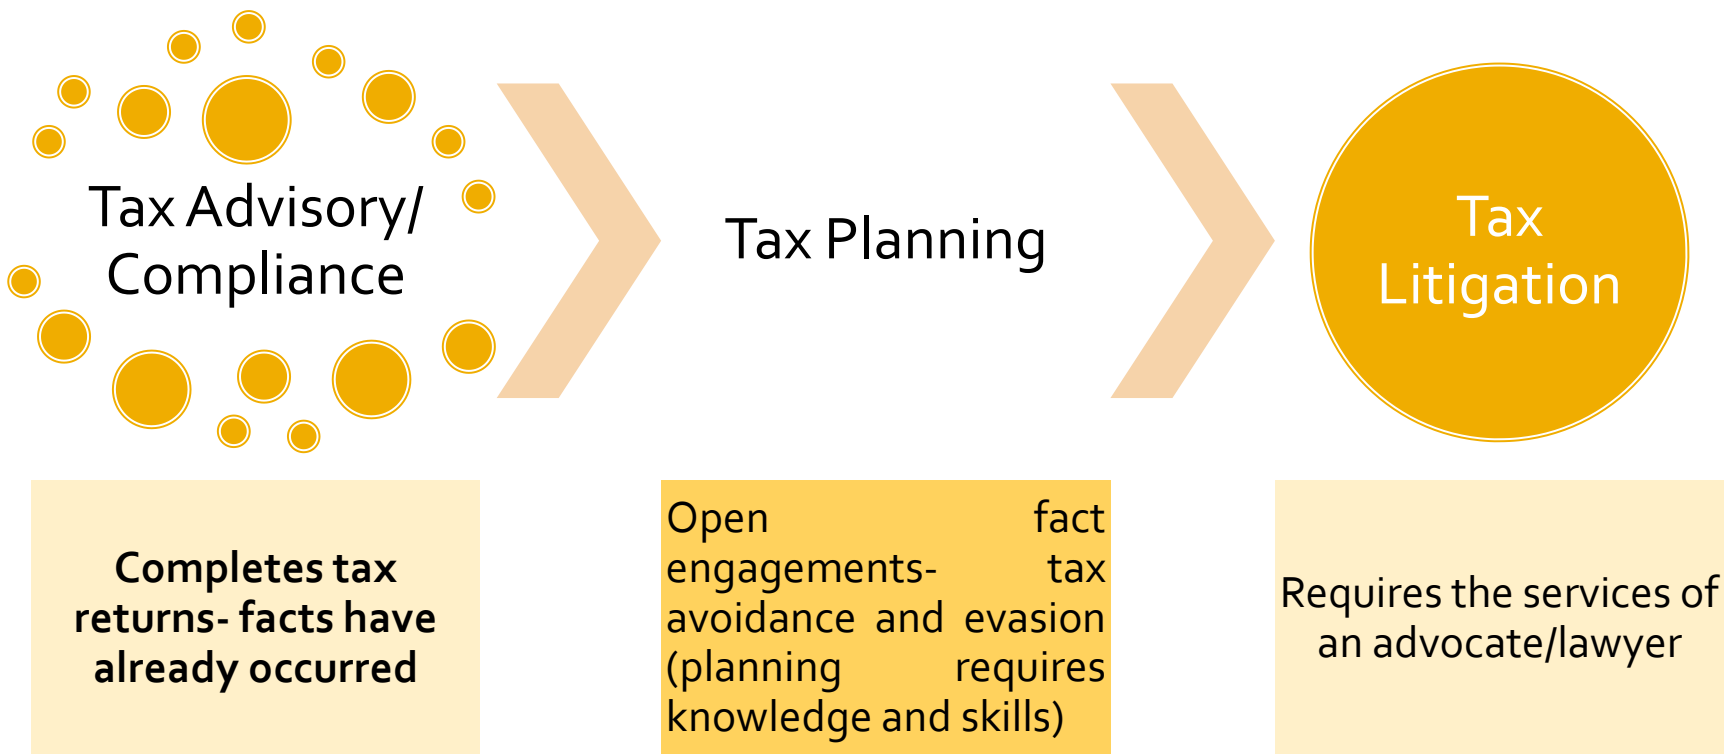 Tax Advisory/
Compliance
Tax Planning
Tax
Litigation
Completes tax
returns- facts have
already occurred
Open fact
engagements- tax
avoidance and evasion
(planning requires
knowledge and skills)
Requires the services of
an advocate/lawyer